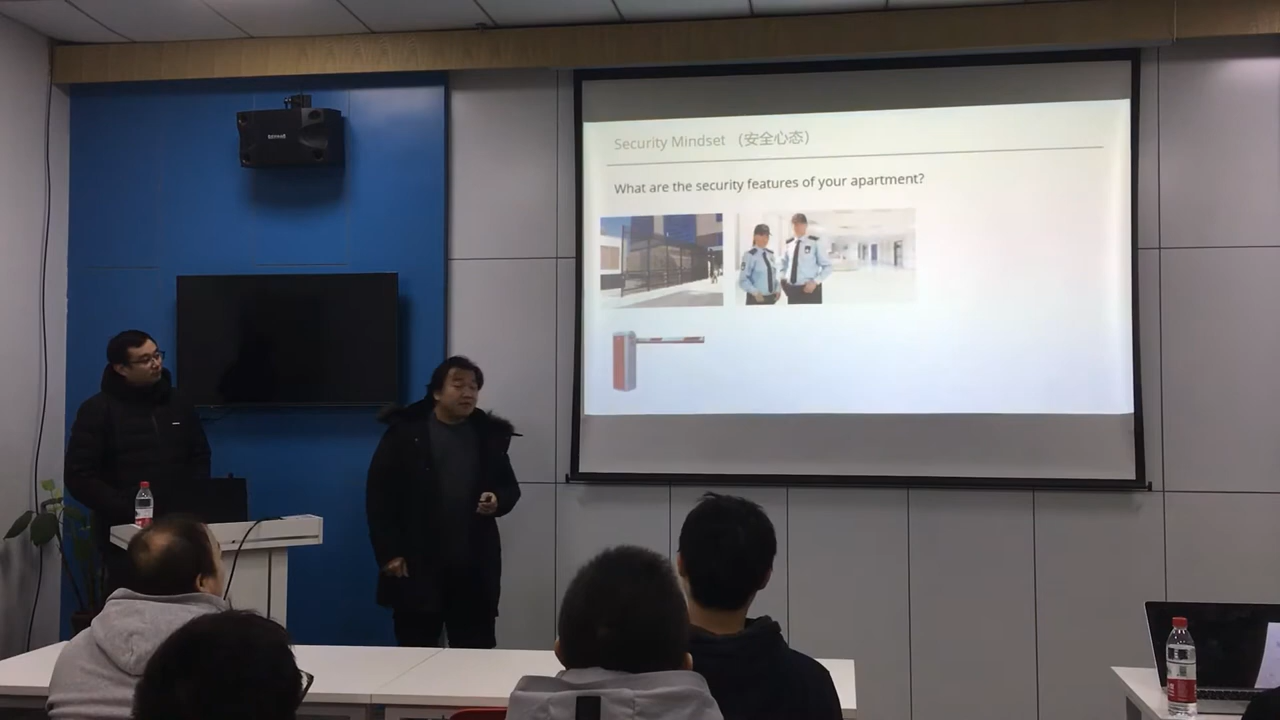 Security Mindset （安全心态）
What are the security features of your apartment?